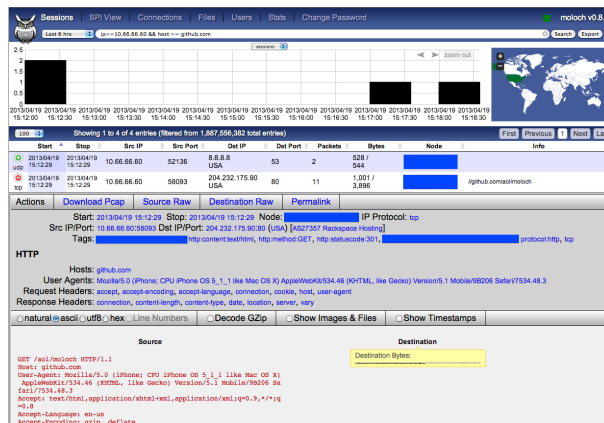 Sessions SPI View Connections Files Users Stats Change Password moloch v0.8.
Last 6 hrs ip==10.66.66.60 && host == github.com Search Export
sessions
zoom out
2.5
2
1.5
1
0.5
0
2013/04/19 2013/04/19 2013/04/19 2013/04/19 2013/04/19 2013/04/19 2013/04/19 2013/04/19 2013/04/19 2013/04/19 2013/04/19 2013/04/19 2013/04/19 2013/04/19
15:12:00 15:12:30 15:13:00 15:13:30 15:14:00 15:14:30 15:15:00 15:15:30 15:16:00 15:16:30 15:17:00 15:17:30 15:18:00 15:18:30
100 Showing 1 to 4 of 4 entries (filtered from 1,887,556,382 total entries) First Previous 1 Next Las
Start Stop Src IP Src Port Dst IP Dst Port Packets Bytes Node Info
udp 2013/04/19 15:12:29 2013/04/19 15:12:29 10.66.66.60 52136 8.8.8.8 USA 53 2 528 / 544
tcp 2013/04/19 15:12:29 2013/04/19 15:12:29 10.66.66.60 58093 204.232.175.90 USA 80 11 1,001 / 3,896 //github.com/aol/moloch
Actions Download Pcap Source Raw Destination Raw Permalink
Start: 2013/04/19 15:12:29 Stop: 2013/04/19 15:12:29 Node: IP Protocol: tcp
Src IP/Port: 10.66.66.60:58093 Dst IP/Port: 204.232.175.90:80 (USA) [AS27357 Rackspace Hosting]
Tags: http:content:text/html, http:method:GET, http:statuscode:301, protocol:http, tcp
HTTP
Hosts: github.com
User Agents: Mozilla/5.0 (iPhone; CPU iPhone OS 5_1_1 like Mac OS X) AppleWebKit/534.46 (KHTML, like Gecko) Version/5.1 Mobile/9B206 Safari/7534.48.3
Request Headers: accept, accept-encoding, accept-language, connection, cookie, host, user-agent
Response Headers: connection, content-length, content-type, date, location, server, vary
natural ascii utf8 hex Line Numbers Decode GZip Show Images & Files Show Timestamps
Source Destination
Destination Bytes:
GET /aol/moloch HTTP/1.1
Host: github.com
User-Agent: Mozilla/5.0 (iPhone; CPU iPhone OS 5_1_1 like Mac OS X)
AppleWebKit/534.46 (KHTML, like Gecko) Version/5.1 Mobile/9B206 Sa
fari/7534.48.3
Accept: text/html,application/xhtml+xml,application/xml;q=0.9,*/*;q
=0.8
Accept-Language: en-us
Accept-Encoding: gzip, deflate